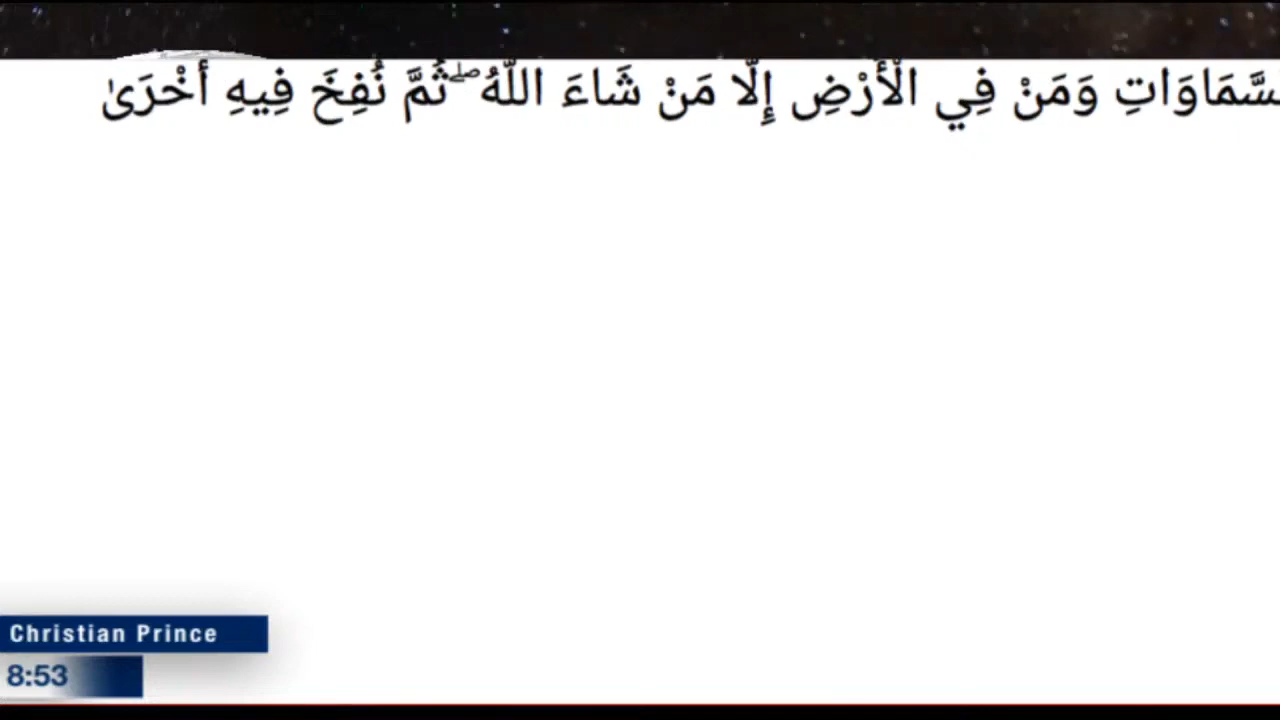 سَّمَاوَاتِ وَمَنْ فِي الْأَرْضِ إِلَّا مَنْ شَاءَ اللَّهُ ۖ ثُمَّ نُفِخَ فِيهِ أُخْرَىٰ
Christian Prince
8:53